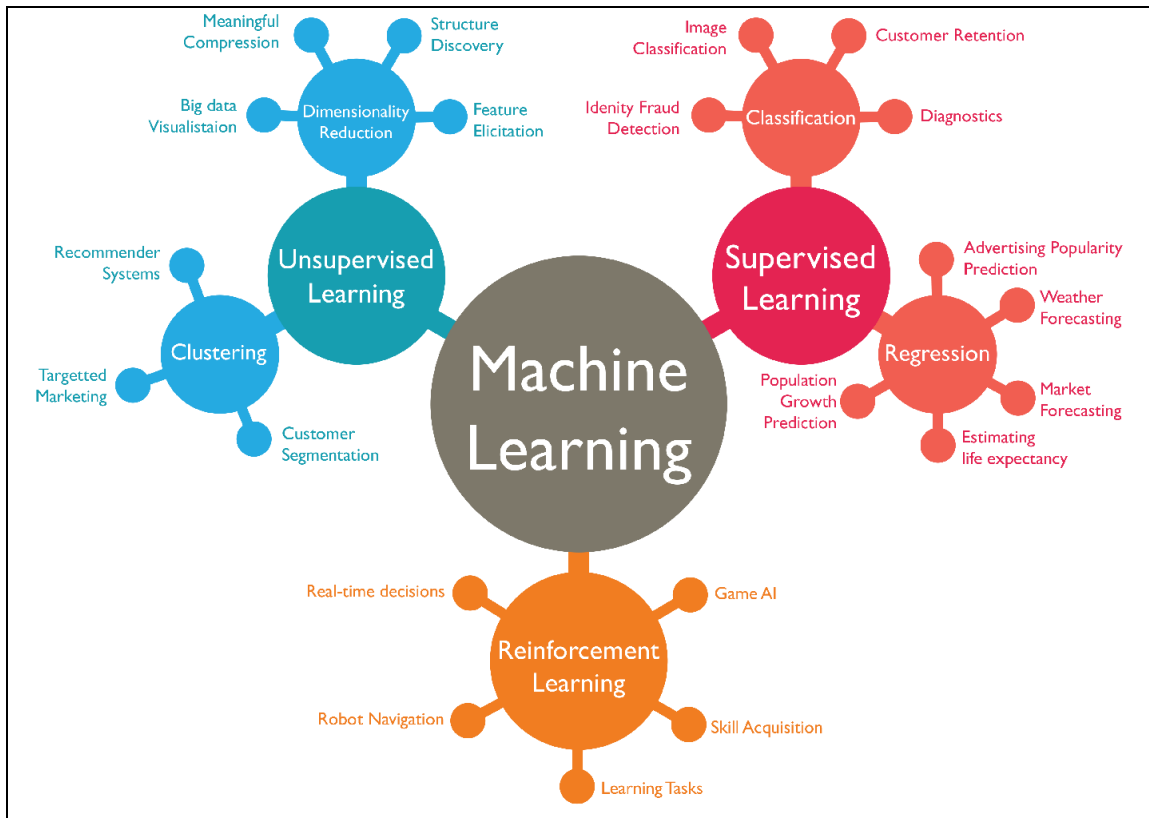 Meaningful
Compression
Structure
Discovery
Big data
Visualistaion
Dimensionality
Reduction
Feature
Elicitation
Unsupervised
Learning
Recommender
Systems
Clustering
Targetted
Marketing
Customer
Segmentation
Machine
Learning
Image
Classification
Customer Retention
Idenity Fraud
Detection
Classification
Diagnostics
Supervised
Learning
Advertising Popularity
Prediction
Weather
Forecasting
Regression
Population
Growth
Prediction
Market
Forecasting
Estimating
life expectancy
Real-time decisions
Game AI
Reinforcement
Learning
Robot Navigation
Skill Acquisition
Learning Tasks